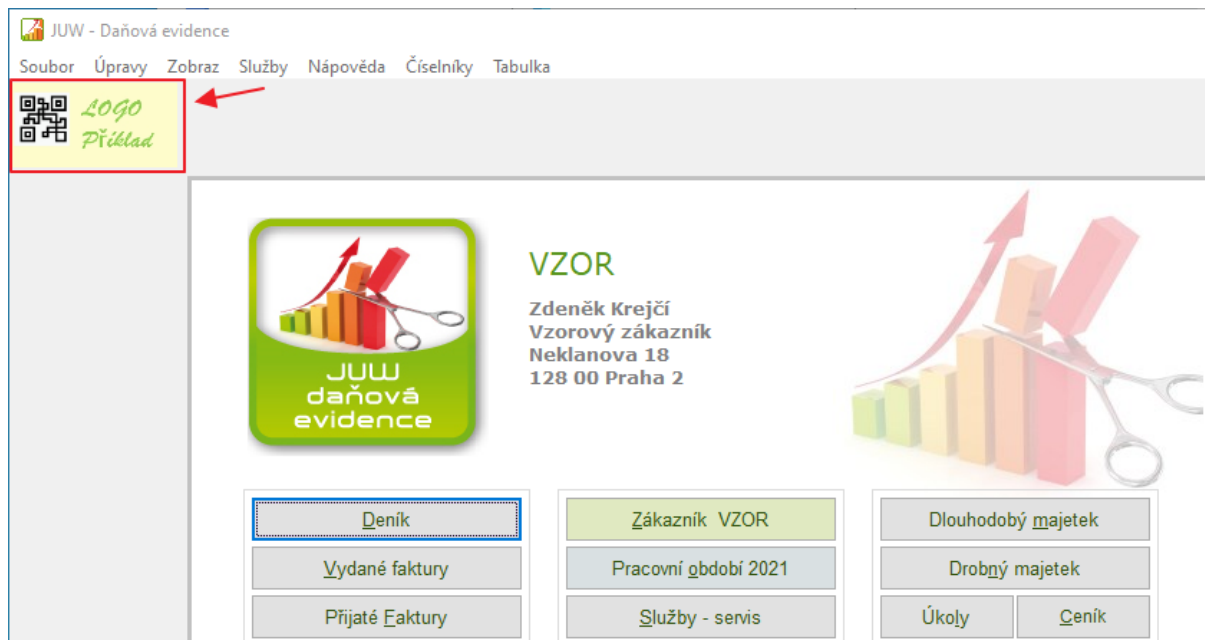 JUW - Daňová evidence
Soubor Úpravy Zobraz Služby Nápověda Číselníky Tabulka
LOGO
Příklad
JUW
daňová
evidence
VZOR
Zdeněk Krejčí
Vzorový zákazník
Neklanova 18
128 00 Praha 2
Deník
Zákazník VZOR
Dlouhodobý majetek
Vydané faktury
Pracovní období 2021
Drobný majetek
Přijaté Faktury
Služby - servis
Úkoly
Ceník